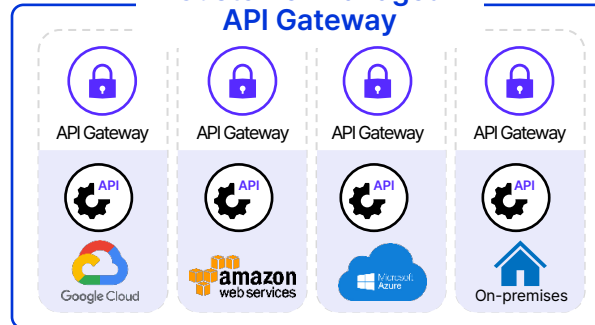 API Gateway
API Gateway API Gateway API Gateway API Gateway
API API API API
Google Cloud
amazon
web services
Microsoft
Azure
On-premises